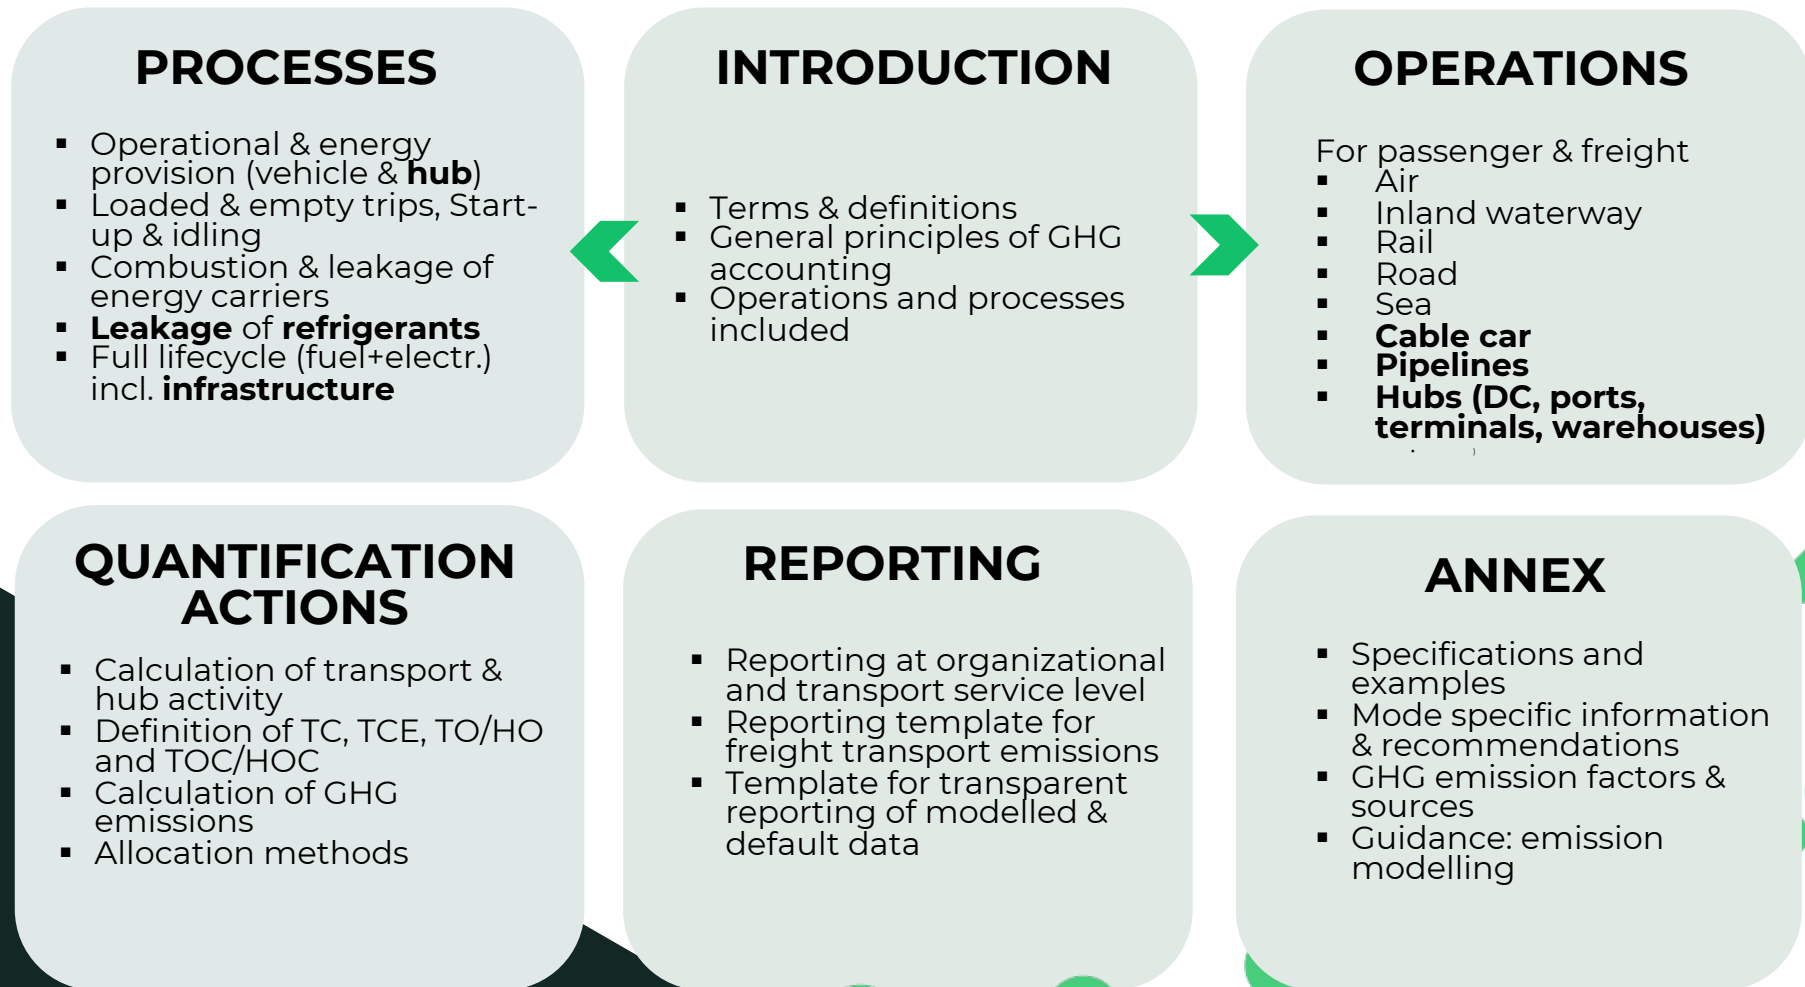 PROCESSES
▪ Operational & energy
provision (vehicle & hub)
▪ Loaded & empty trips, Start-
up & idling
▪ Combustion & leakage of
energy carriers
▪ Leakage of refrigerants
▪ Full lifecycle (fuel+electr.)
incl. infrastructure
INTRODUCTION
▪ Terms & definitions
▪ General principles of GHG
accounting
▪ Operations and processes
included
OPERATIONS
For passenger & freight
▪ Air
▪ Inland waterway
▪ Rail
▪ Road
▪ Sea
▪ Cable car
▪ Pipelines
▪ Hubs (DC, ports,
terminals, warehouses)
QUANTIFICATION
ACTIONS
▪ Calculation of transport &
hub activity
▪ Definition of TC, TCE, TO/HO
and TOC/HOC
▪ Calculation of GHG
emissions
▪ Allocation methods
REPORTING
▪ Reporting at organizational
and transport service level
▪ Reporting template for
freight transport emissions
▪ Template for transparent
reporting of modelled &
default data
ANNEX
▪ Specifications and
examples
▪ Mode specific information
& recommendations
▪ GHG emission factors &
sources
▪ Guidance: emission
modelling